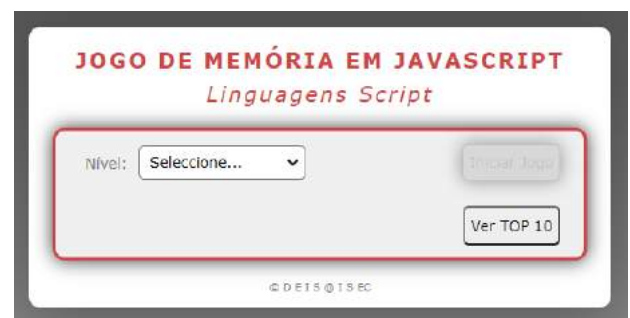 JOGO DE MEMÓRIA EM JAVASCRIPT
Linguagens Script
Nível: Seleccione... Iniciar Jogo
Ver TOP 10
© DEIS@ISEC